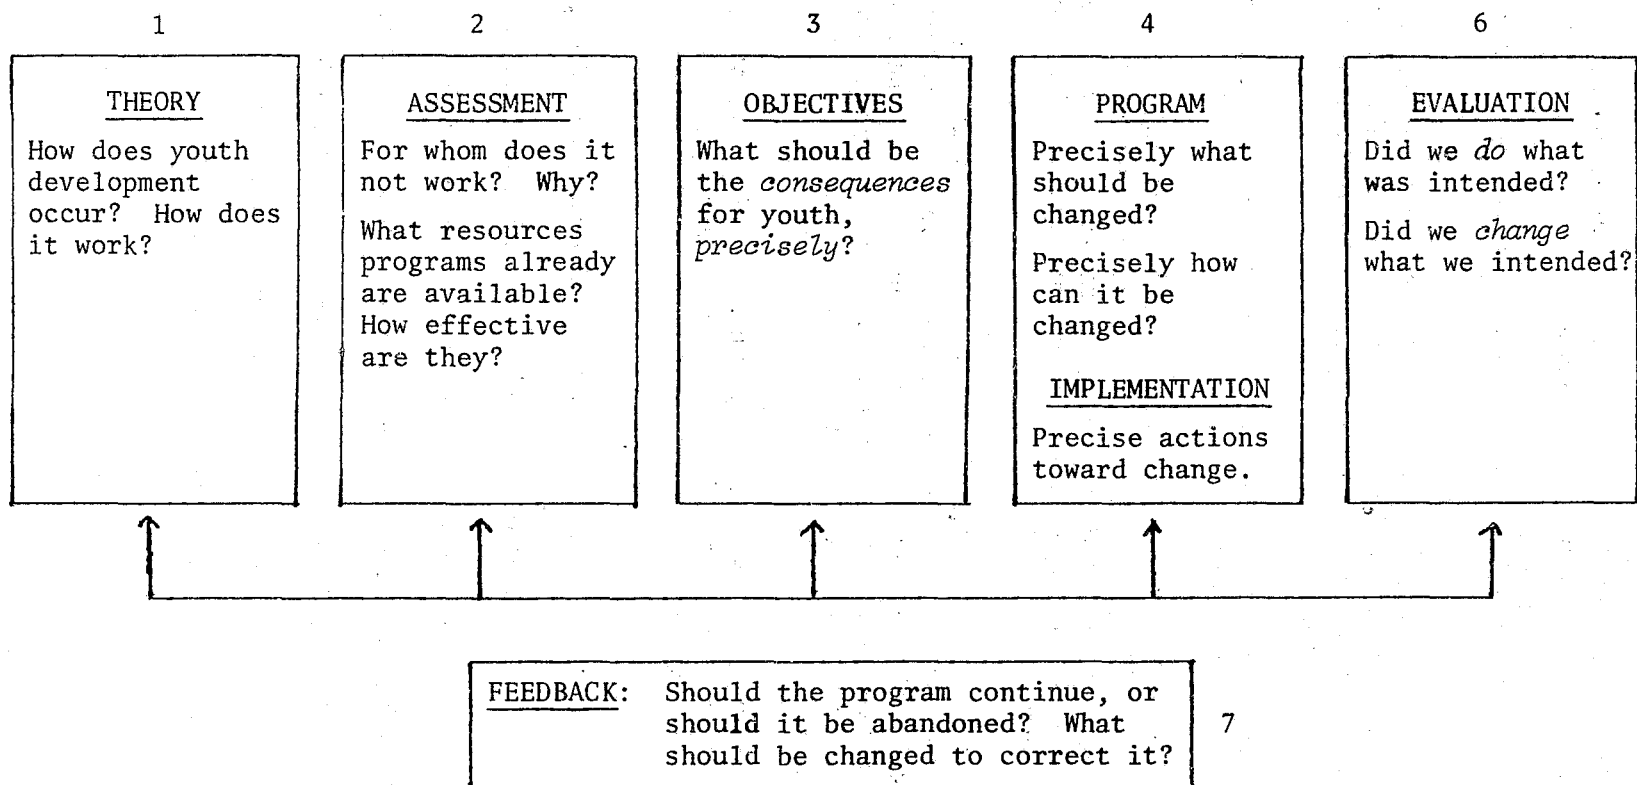 1
THEORY
How does youth
development
occur? How does
it work?
2
ASSESSMENT
For whom does it
not work? Why?
What resources
programs already
are available?
How effective
are they?
3
OBJECTIVES
What should be
the consequences
for youth,
precisely?
4
PROGRAM
Precisely what
should be
changed?
Precisely how
can it be
changed?
IMPLEMENTATION
Precise actions
toward change.
6
EVALUATION
Did we do what
was intended?
Did we change
what we intended?
FEEDBACK: Should the program continue, or
should it be abandoned? What
should be changed to correct it?
7